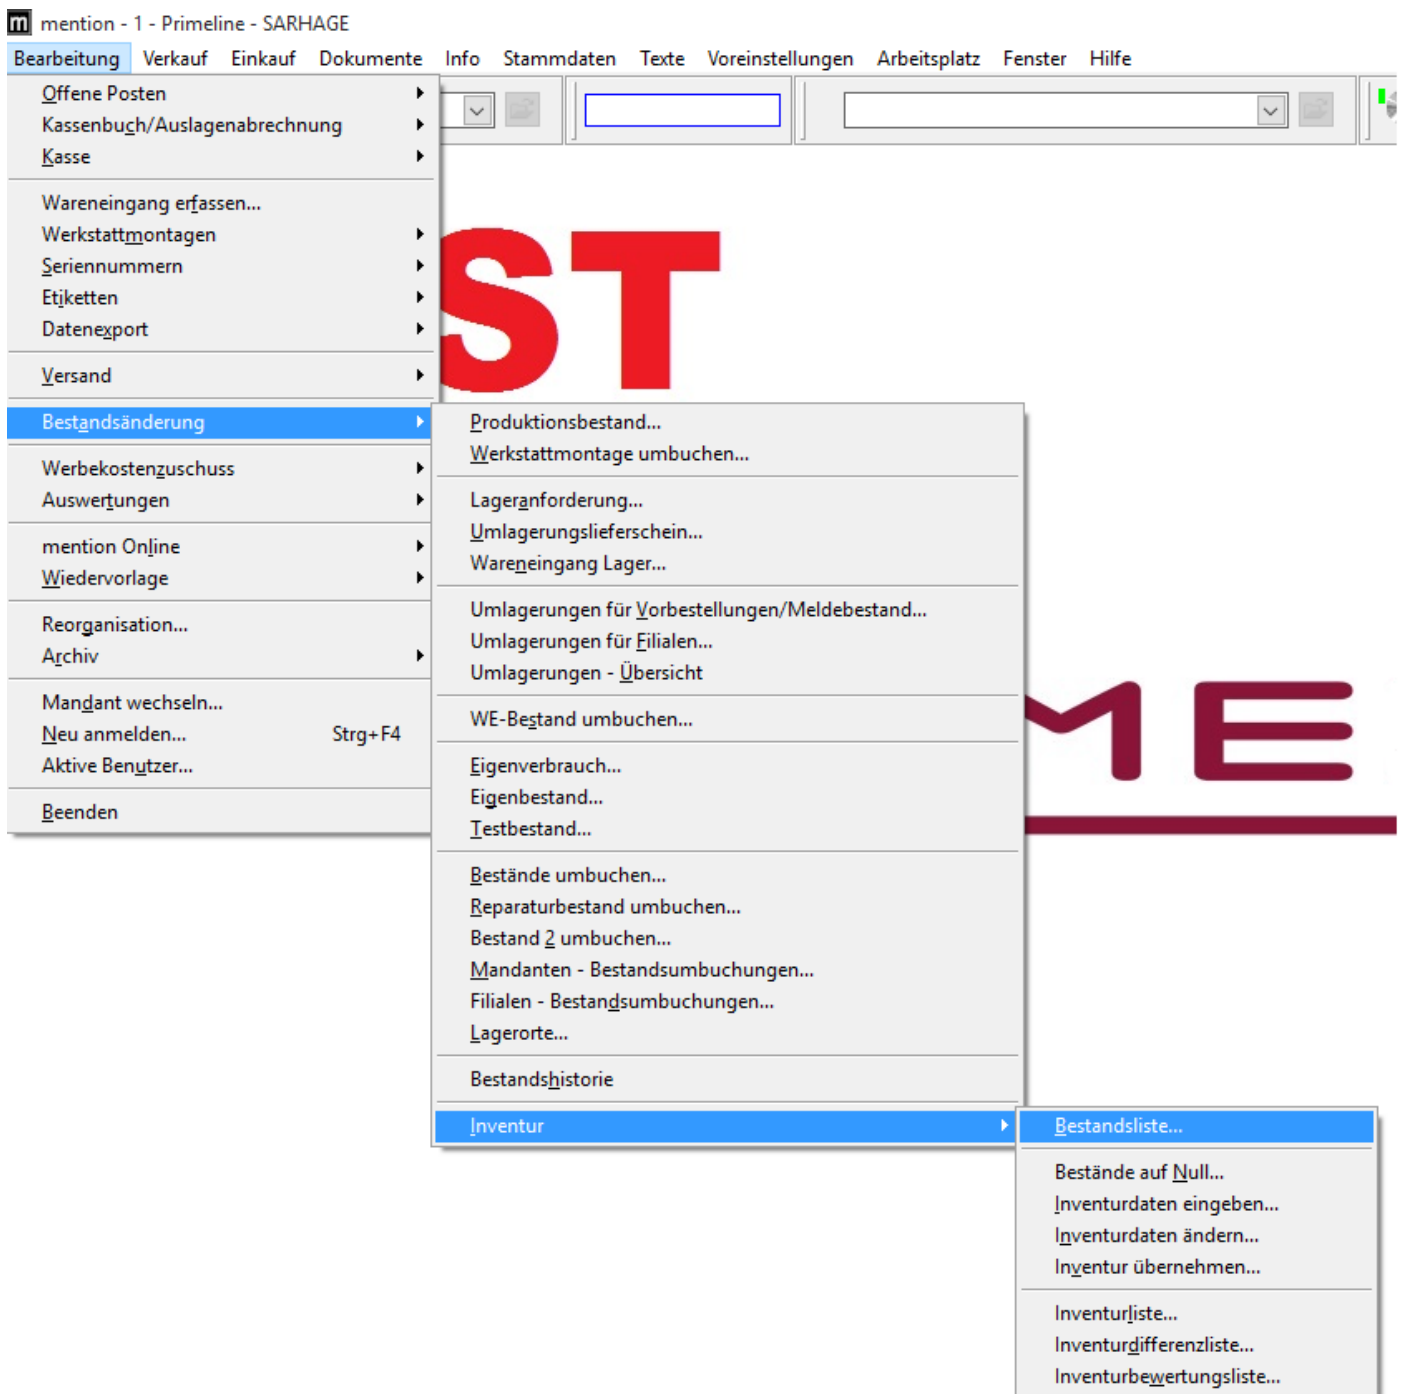 mention - 1 - Primeline - SARHAGE
Bearbeitung Verkauf Einkauf Dokumente Info Stammdaten Texte Voreinstellungen Arbeitsplatz Fenster Hilfe
Offene Posten
Kassenbuch/Auslagenabrechnung
Kasse
Wareneingang erfassen...
Werkstattmontagen
Seriennummern
Etiketten
Datenexport
Versand
Bestandsänderung
Werbekostenzuschuss
Auswertungen
mention Online
Wiedervorlage
Reorganisation...
Archiv
Mandant wechseln...
Neu anmelden... Strg+F4
Aktive Benutzer...
Beenden
ST
ME
Produktionsbestand...
Werkstattmontage umbuchen...
Lageranforderung...
Umlagerungslieferschein...
Wareneingang Lager...
Umlagerungen für Vorbestellungen/Meldebestand...
Umlagerungen für Filialen...
Umlagerungen - Übersicht
WE-Bestand umbuchen...
Eigenverbrauch...
Eigenbestand...
Testbestand...
Bestände umbuchen...
Reparaturbestand umbuchen...
Bestand 2 umbuchen...
Mandanten - Bestandsumbuchungen...
Filialen - Bestandsumbuchungen...
Lagerorte...
Bestandshistorie
Inventur
Bestandsliste...
Bestände auf Null...
Inventurdaten eingeben...
Inventurdaten ändern...
Inventur übernehmen...
Inventurliste...
Inventurdifferenzliste...
Inventurbewertungsliste...